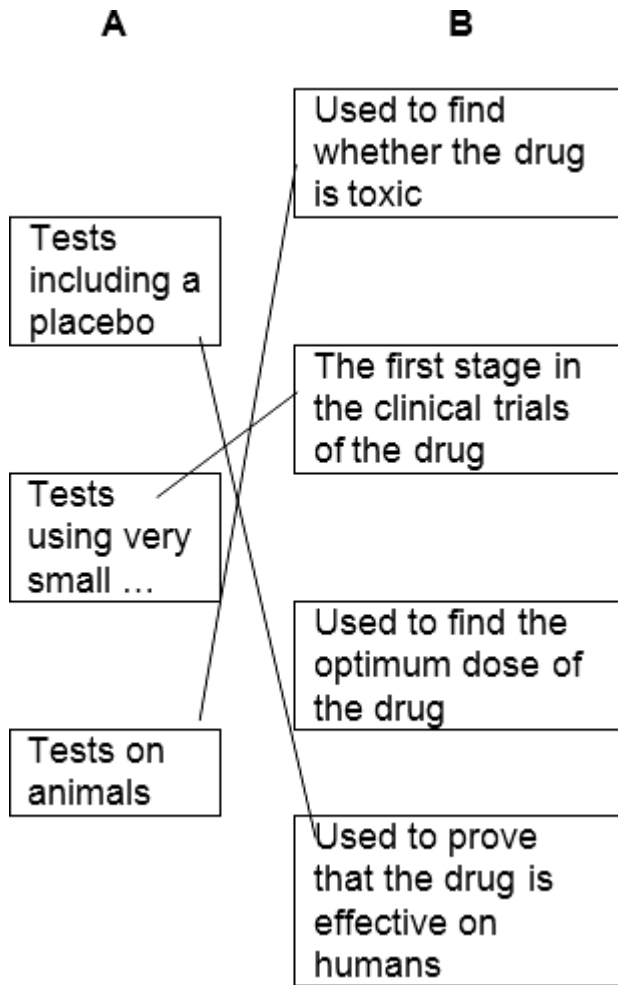 A
B
Tests
including a
placebo
Tests
using very
small …
Tests on
animals
Used to find
whether the drug
is toxic
The first stage in
the clinical trials
of the drug
Used to find the
optimum dose of
the drug
Used to prove
that the drug is
effective on
humans